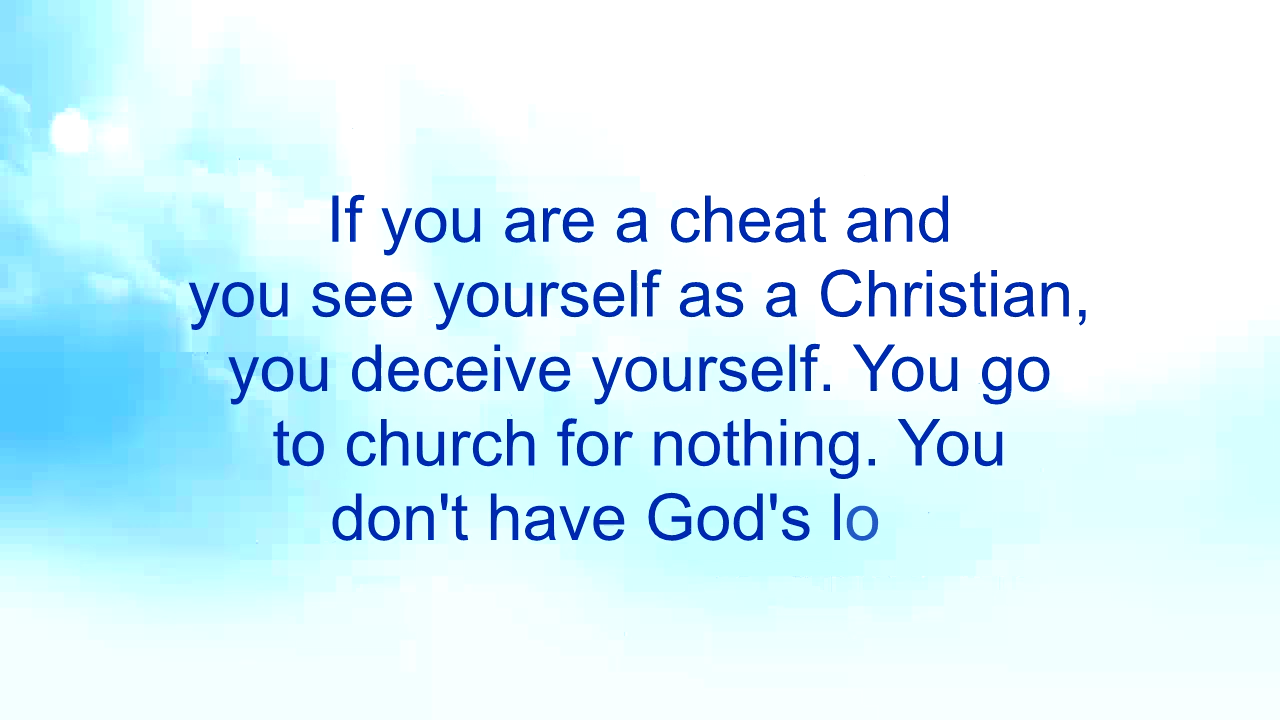 If you are a cheat and
you see yourself as a Christian,
you deceive yourself. You go
to church for nothing. You
don't have God's lo